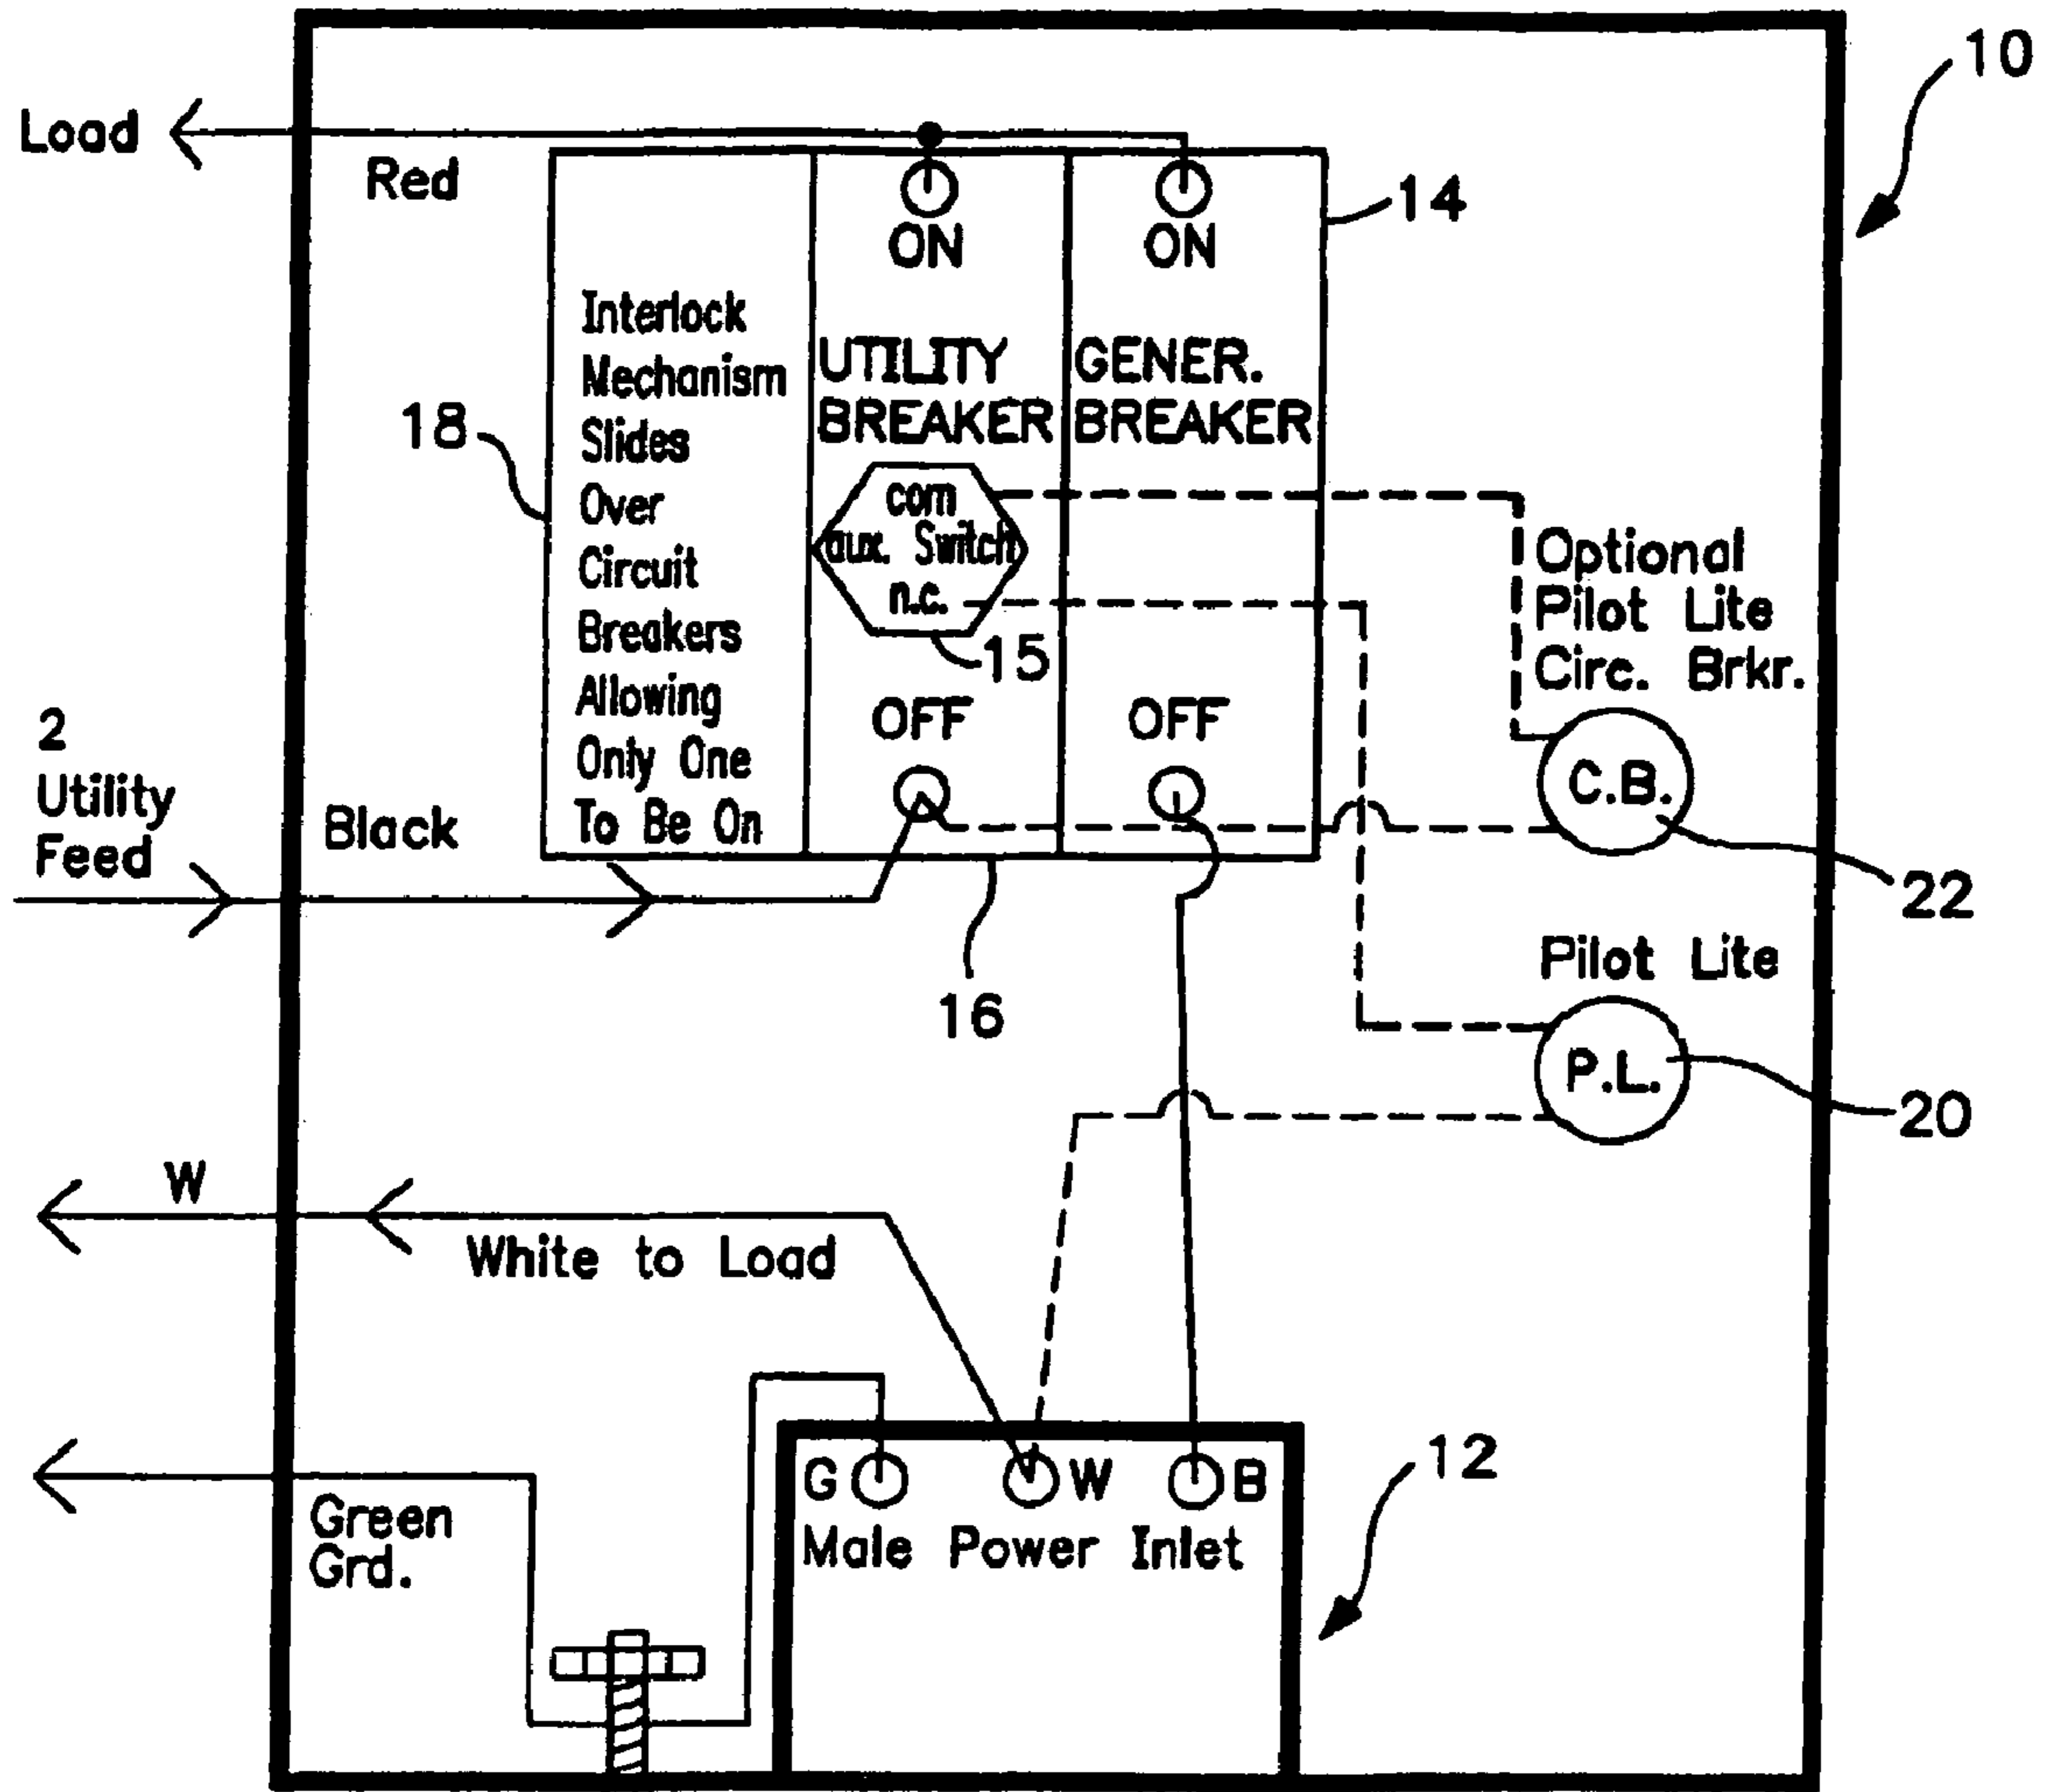 10
Load
Red
14
ON
ON
Interlock
Mechanism
Slides
Over
Circuit
Breakers
Allowing
Only One
To Be On
18
UTILITY
BREAKER
GENER.
BREAKER
com
aux. Switch
n.c.
15
OFF
OFF
Optional
Pilot Lite
Circ. Brkr.
C.B.
22
2
Utility
Feed
Black
16
Pilot Lite
P.L.
20
W
White to Load
G
W
B
Male Power Inlet
12
Green
Grd.